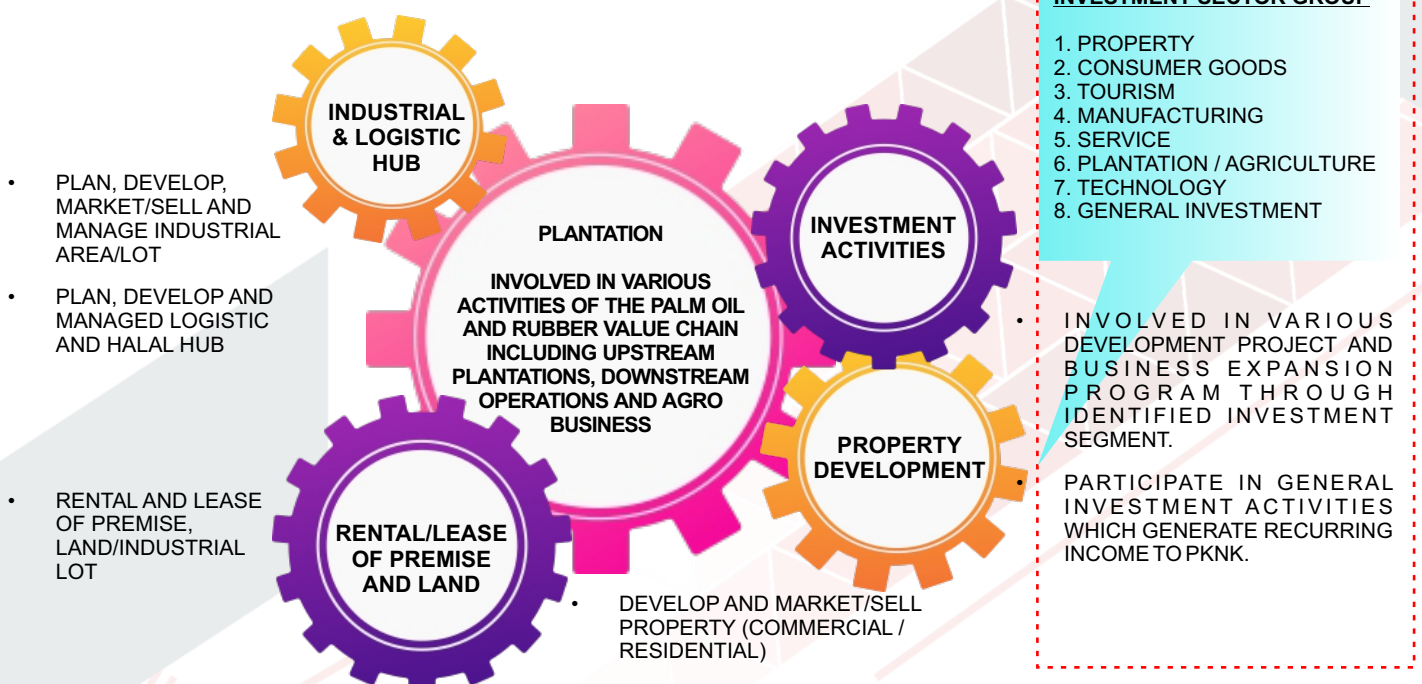 INVESTMENT SECTOR GROUP
1. PROPERTY
2. CONSUMER GOODS
3. TOURISM
4. MANUFACTURING
5. SERVICE
6. PLANTATION / AGRICULTURE
7. TECHNOLOGY
8. GENERAL INVESTMENT
INDUSTRIAL
& LOGISTIC
HUB
• PLAN, DEVELOP,
MARKET/SELL AND
MANAGE INDUSTRIAL
AREA/LOT
• PLAN, DEVELOP AND
MANAGED LOGISTIC
AND HALAL HUB
PLANTATION
INVOLVED IN VARIOUS
ACTIVITIES OF THE PALM OIL
AND RUBBER VALUE CHAIN
INCLUDING UPSTREAM
PLANTATIONS, DOWNSTREAM
OPERATIONS AND AGRO
BUSINESS
INVESTMENT
ACTIVITIES
• INVOLVED IN VARIOUS
DEVELOPMENT PROJECT AND
BUSINESS EXPANSION
PROGRAM THROUGH
IDENTIFIED INVESTMENT
SEGMENT.
• PARTICIPATE IN GENERAL
INVESTMENT ACTIVITIES
WHICH GENERATE RECURRING
INCOME TO PKNK.
PROPERTY
DEVELOPMENT
• RENTAL AND LEASE
OF PREMISE,
LAND/INDUSTRIAL
LOT
RENTAL/LEASE
OF PREMISE
AND LAND
• DEVELOP AND MARKET/SELL
PROPERTY (COMMERCIAL /
RESIDENTIAL)